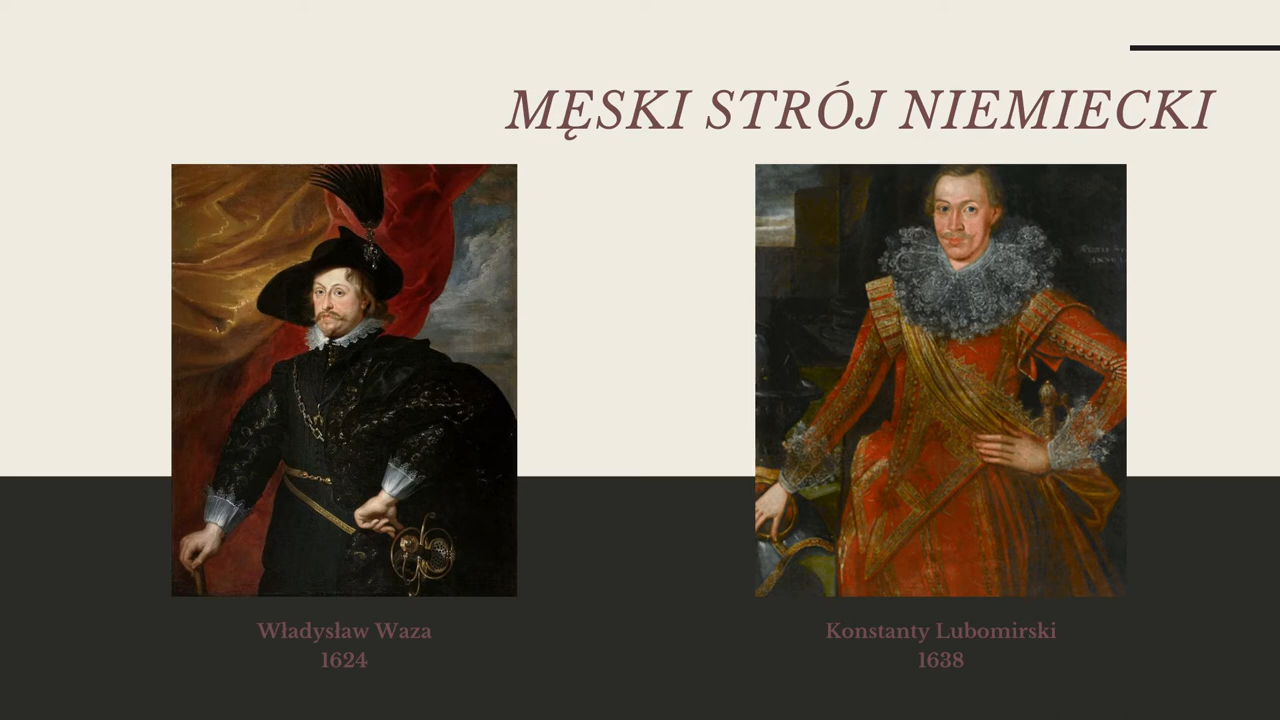 MĘSKI STRÓJ NIEMIECKI
Władysław Waza
1624
Konstanty Lubomirski
1638